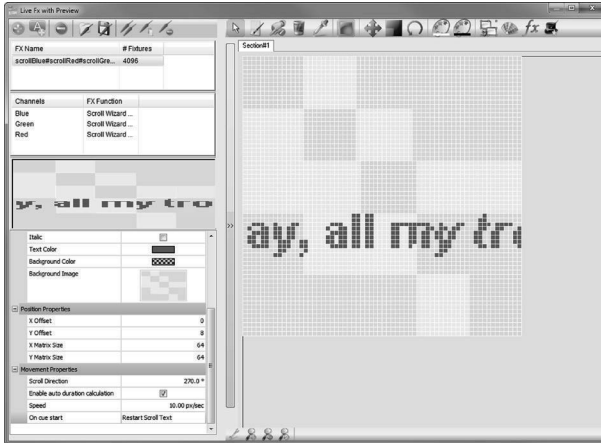 Live Fx with Preview
Section#1
FX Name # Fixtures
scrollBlue#scrollRed#scrollGre... 4096
Channels FX Function
Blue Scroll Wizard ...
Green Scroll Wizard ...
Red Scroll Wizard ...
y, all my tro
ay, all my tro
Italic
Text Color
Background Color
Background Image
Position Properties
X Offset 0
Y Offset 8
X Matrix Size 64
Y Matrix Size 64
Movement Properties
Scroll Direction 270.0 °
Enable auto duration calculation
Speed 10.00 px/sec
On cue start Restart Scroll Text